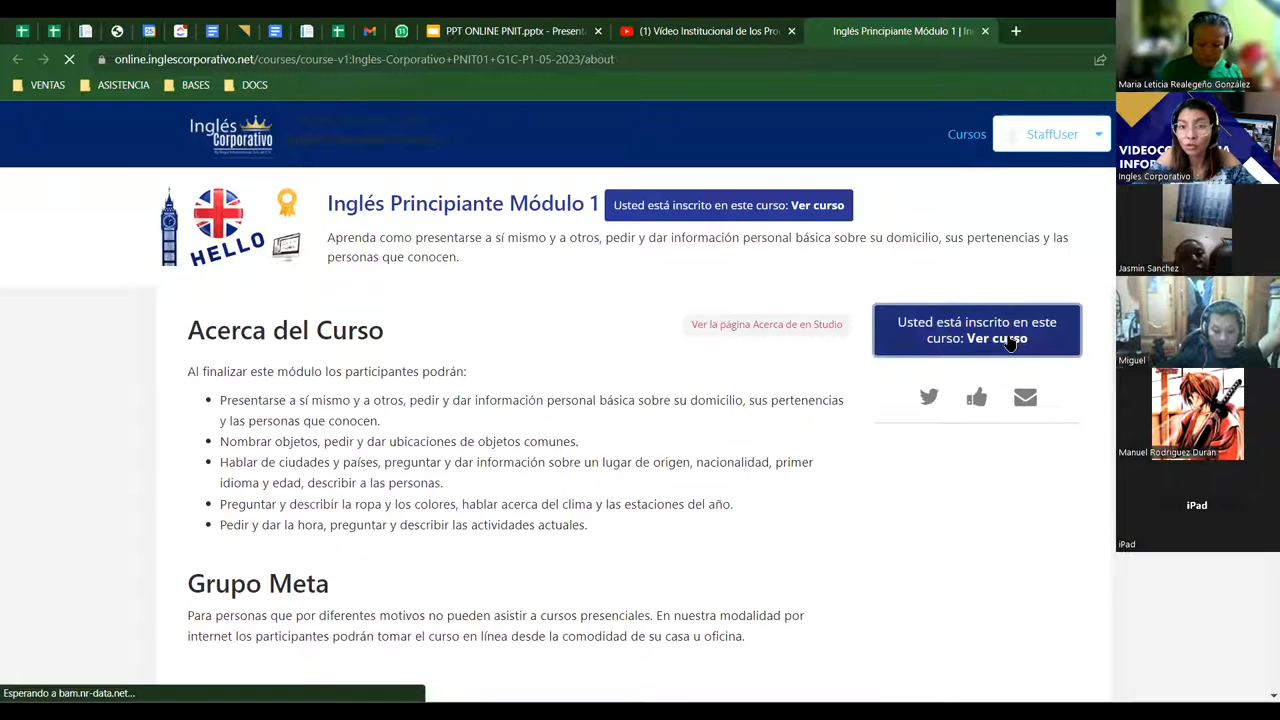 PPT ONLINE PNIT.pptx - Present
(1) Vídeo Institucional de los Pro
Inglés Principiante Módulo 1 | In
online.inglescorporativo.net/courses/course-v1:Ingles-Corporativo+PNIT01+G1C-P1-05-2023/about
VENTAS
ASISTENCIA
BASES
DOCS
Inglés
Corporativo
Cursos
StaffUser
HELLO
Inglés Principiante Módulo 1
Usted está inscrito en este curso: Ver curso
Aprenda como presentarse a sí mismo y a otros, pedir y dar información personal básica sobre su domicilio, sus pertenencias y las
personas que conocen.
Acerca del Curso
Ver la página Acerca de en Studio
Usted está inscrito en este
curso: Ver curso
Al finalizar este módulo los participantes podrán:
Presentarse a sí mismo y a otros, pedir y dar información personal básica sobre su domicilio, sus pertenencias
y las personas que conocen.
Nombrar objetos, pedir y dar ubicaciones de objetos comunes.
Hablar de ciudades y países, preguntar y dar información sobre un lugar de origen, nacionalidad, primer
idioma y edad, describir a las personas.
Preguntar y describir la ropa y los colores, hablar acerca del clima y las estaciones del año.
Pedir y dar la hora, preguntar y describir las actividades actuales.
Grupo Meta
Para personas que por diferentes motivos no pueden asistir a cursos presenciales. En nuestra modalidad por
internet los participantes podrán tomar el curso en línea desde la comodidad de su casa u oficina.
Esperando a bam.nr-data.net...
Maria Leticia Realegeño González
Ingles Corporativo
Jasmin Sanchez
Miguel
Manuel Rodriguez Duran
iPad
iPad